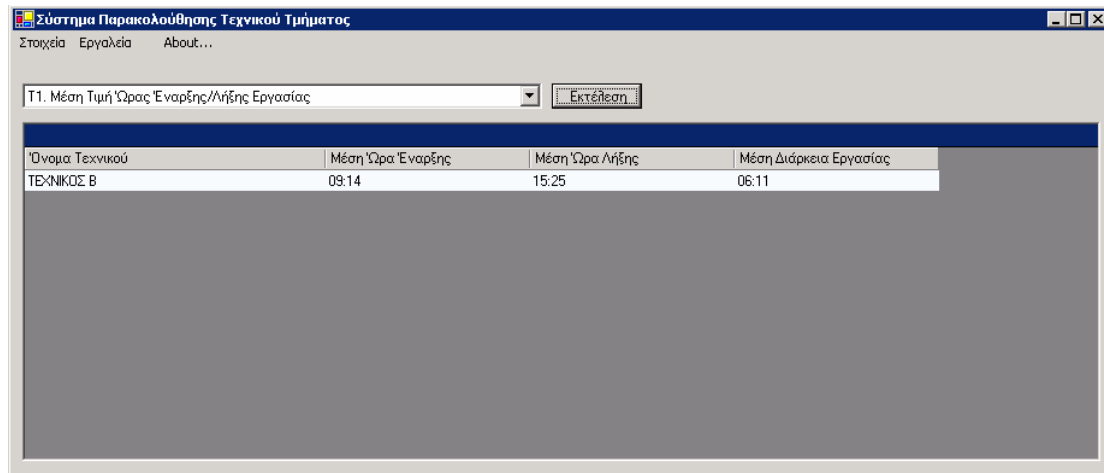 Σύστημα Παρακολούθησης Τεχνικού Τμήματος
Στοιχεία Εργαλεία About...
T1. Μέση Τιμή Ώρας Έναρξης/Λήξης Εργασίας Εκτέλεση
Όνομα Τεχνικού Μέση Ώρα Έναρξης Μέση Ώρα Λήξης Μέση Διάρκεια Εργασίας
ΤΕΧΝΙΚΟΣ Β 09:14 15:25 06:11